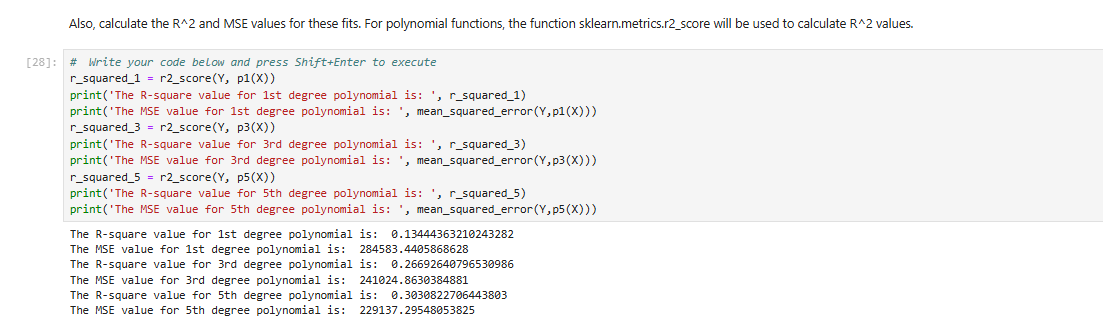 Also, calculate the R^2 and MSE values for these fits. For polynomial functions, the function sklearn.metrics.r2_score will be used to calculate R^2 values.
[28]: # Write your code below and press Shift+Enter to execute
r_squared_1 = r2_score(Y, p1(X))
print('The R-square value for 1st degree polynomial is: ', r_squared_1)
print('The MSE value for 1st degree polynomial is: ', mean_squared_error(Y,p1(X)))
r_squared_3 = r2_score(Y, p3(X))
print('The R-square value for 3rd degree polynomial is: ', r_squared_3)
print('The MSE value for 3rd degree polynomial is: ', mean_squared_error(Y,p3(X)))
r_squared_5 = r2_score(Y, p5(X))
print('The R-square value for 5th degree polynomial is: ', r_squared_5)
print('The MSE value for 5th degree polynomial is: ', mean_squared_error(Y,p5(X)))
The R-square value for 1st degree polynomial is:  0.13444363210243282
The MSE value for 1st degree polynomial is:  284583.4405868628
The R-square value for 3rd degree polynomial is:  0.26692640796530986
The MSE value for 3rd degree polynomial is:  241024.8630384881
The R-square value for 5th degree polynomial is:  0.3030822706443803
The MSE value for 5th degree polynomial is:  229137.29548053825